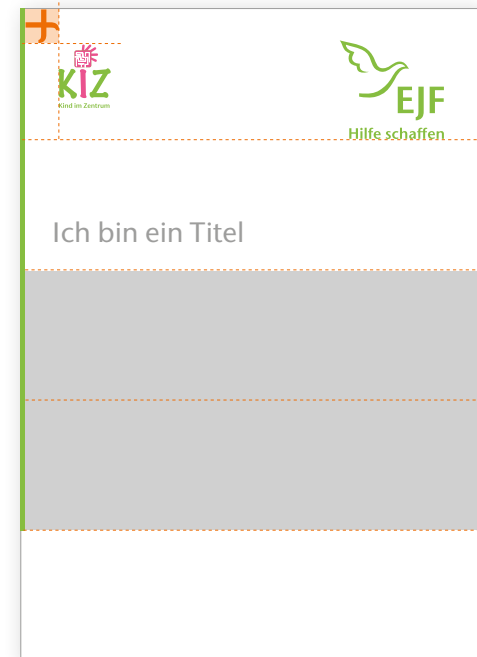 KiZ
Kind im Zentrum
EJF
Hilfe schaffen
Ich bin ein Titel